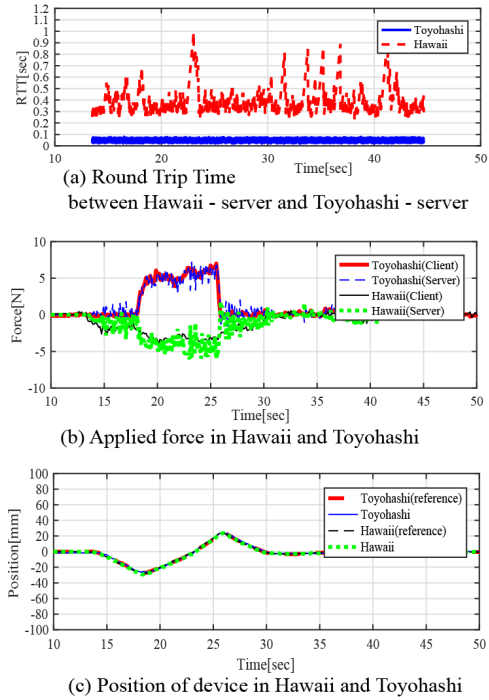 1.2
1.1
1
0.9
0.8
0.7
0.6
0.5
0.4
0.3
0.2
0.1
0
RTT[sec]
Toyohashi
Hawaii
10 20 30 40 50
Time[sec]
(a) Round Trip Time
between Hawaii - server and Toyohashi - server
10
5
0
-5
-10
Force[N]
Toyohashi(Client)
Toyohashi(Server)
Hawaii(Client)
Hawaii(Server)
10 15 20 25 30 35 40 45 50
Time[sec]
(b) Applied force in Hawaii and Toyohashi
100
80
60
40
20
0
-20
-40
-60
-80
-100
Position[mm]
Toyohashi(reference)
Toyohashi
Hawaii(reference)
Hawaii
10 15 20 25 30 35 40 45 50
Time[sec]
(c) Position of device in Hawaii and Toyohashi